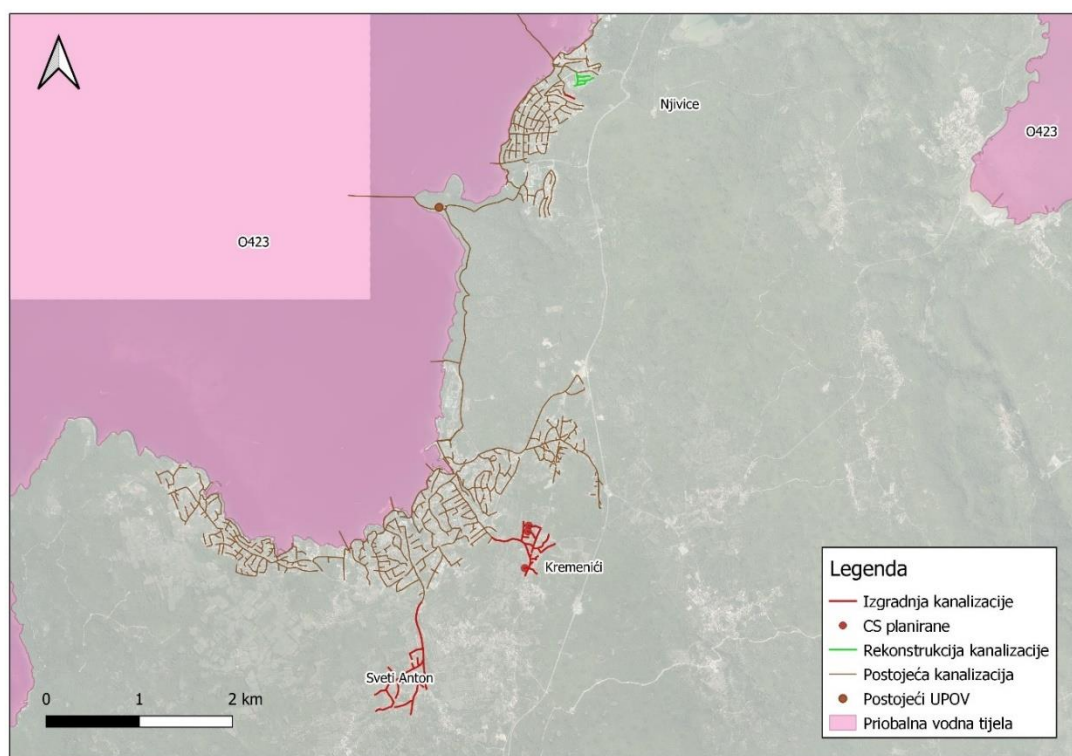 Njivice
O423
O423
Kremenići
Sveti Anton
0 1 2 km
Legenda
Izgradnja kanalizacije
CS planirane
Rekonstrukcija kanalizacije
Postojeća kanalizacija
Postojeći UPOV
Priobalna vodna tijela